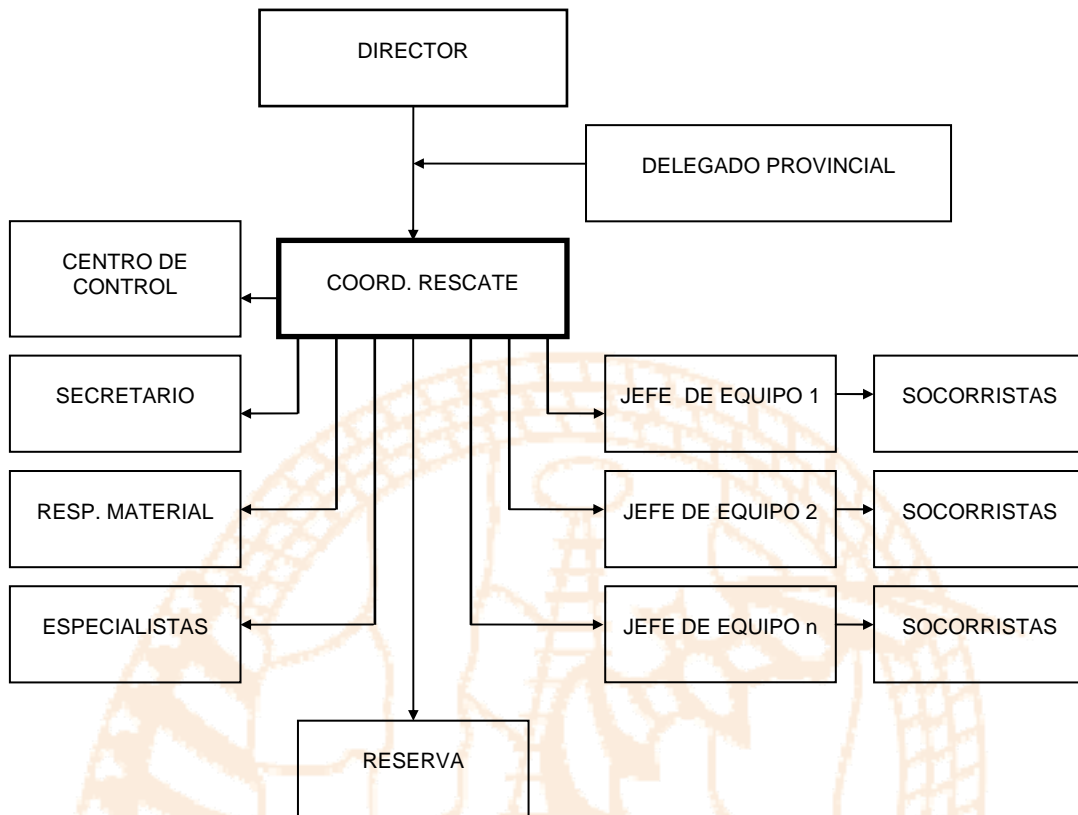 DIRECTOR
DELEGADO PROVINCIAL
CENTRO DE
CONTROL
COORD. RESCATE
SECRETARIO
JEFE DE EQUIPO 1
SOCORRISTAS
RESP. MATERIAL
JEFE DE EQUIPO 2
SOCORRISTAS
ESPECIALISTAS
JEFE DE EQUIPO n
SOCORRISTAS
RESERVA